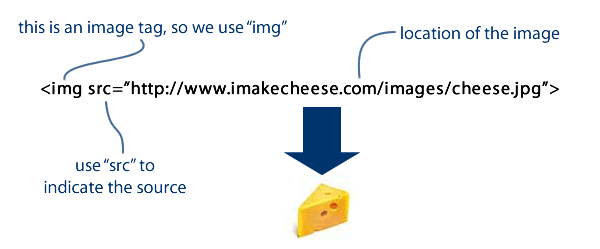 this is an image tag, so we use “img”
location of the image
<img src=”http://www.imakecheese.com/images/cheese.jpg”>
use “src” to
indicate the source